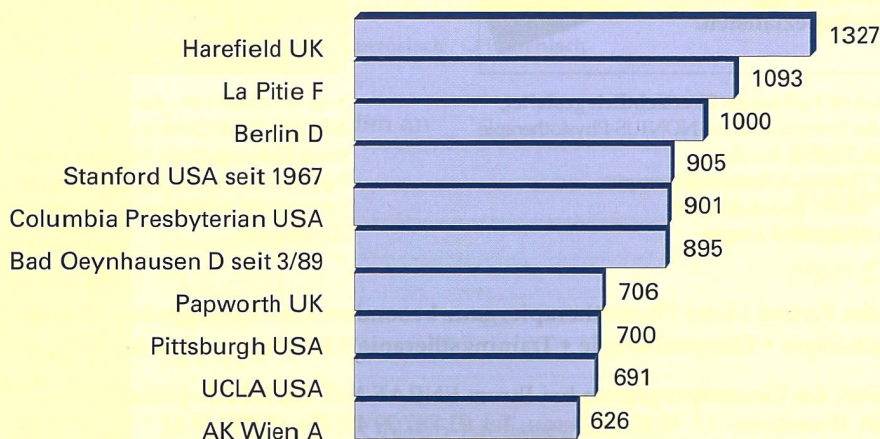 Harefield UK 1327
La Pitie F 1093
Berlin D 1000
Stanford USA seit 1967 905
Columbia Presbyterian USA 901
Bad Oeynhausen D seit 3/89 895
Papworth UK 706
Pittsburgh USA 700
UCLA USA 691
AK Wien A 626